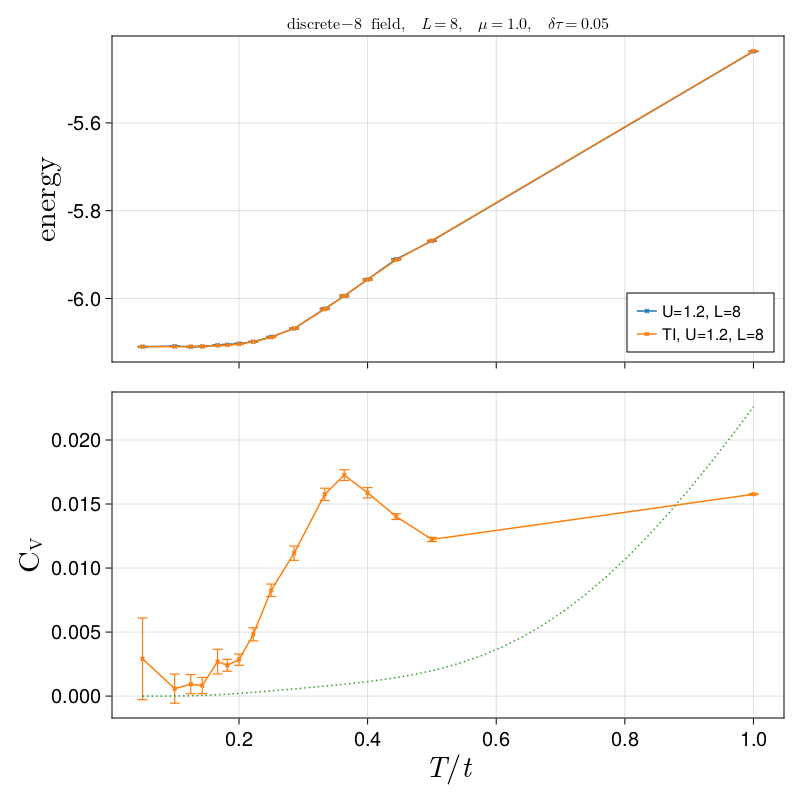 discrete−8 field, L = 8, μ = 1.0, δτ = 0.05
energy
-5.6
-5.8
-6.0
U=1.2, L=8
TI, U=1.2, L=8
C_V
0.020
0.015
0.010
0.005
0.000
0.2 0.4 0.6 0.8 1.0
T/t